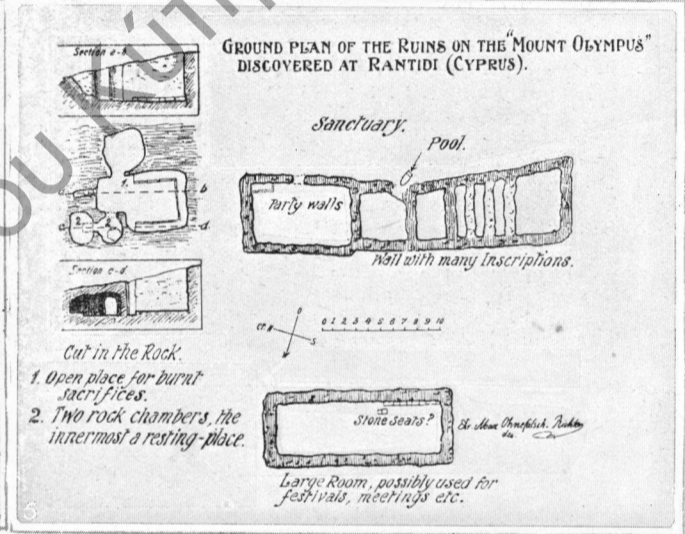 GROUND PLAN OF THE RUINS ON THE "MOUNT OLYMPUS"
DISCOVERED AT RANTIDI (CYPRUS).
Section a-b
Sanctuary.
Pool.
1.
a
b
Party walls
c
2
2
d.
Wall with many Inscriptions.
Section c-d
0 1 2 3 4 5 6 7 8 9 10
S
Cut in the Rock.
1. Open place for burnt
sacrifices.
2. Two rock chambers, the
innermost a resting-place.
Stone seats?
Max Ohnefalsch Richter
Large Room, possibly used for
festivals, meetings etc.
5